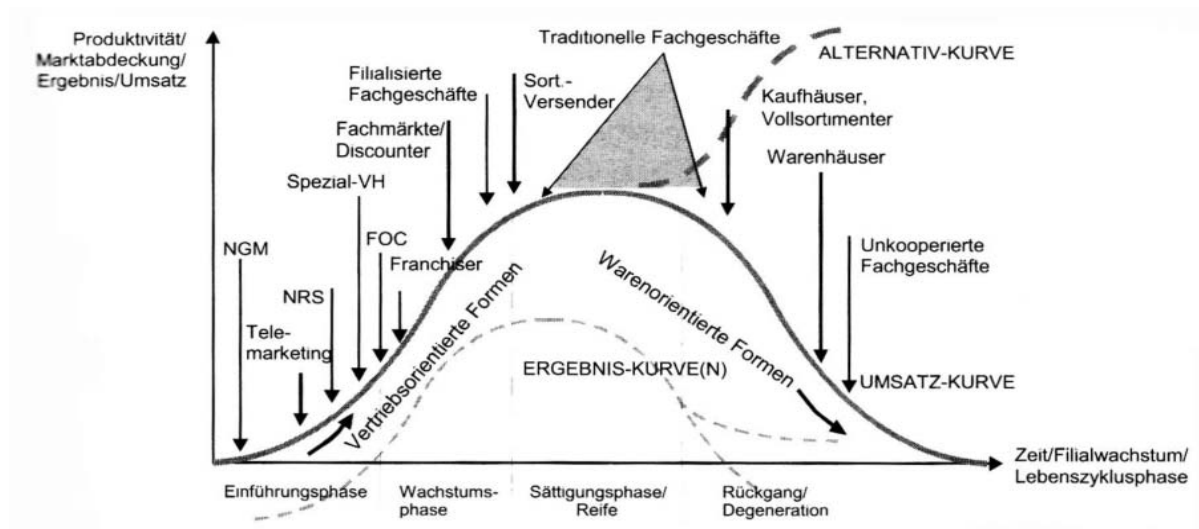 Produktivität/
Marktabdeckung/
Ergebnis/Umsatz
Traditionelle Fachgeschäfte
ALTERNATIV-KURVE
Filialisierte
Fachgeschäfte
Sort.-
Versender
Kaufhäuser,
Vollsortimenter
Fachmärkte/
Discounter
Warenhäuser
Spezial-VH
NGM
FOC
Franchiser
Unkooperierte
Fachgeschäfte
NRS
Tele-
marketing
Vertriebsorientierte Formen
Warenorientierte Formen
ERGEBNIS-KURVE(N)
UMSATZ-KURVE
Zeit/Filialwachstum/
Lebenszyklusphase
Einführungsphase
Wachstums-
phase
Sättigungsphase/
Reife
Rückgang/
Degeneration